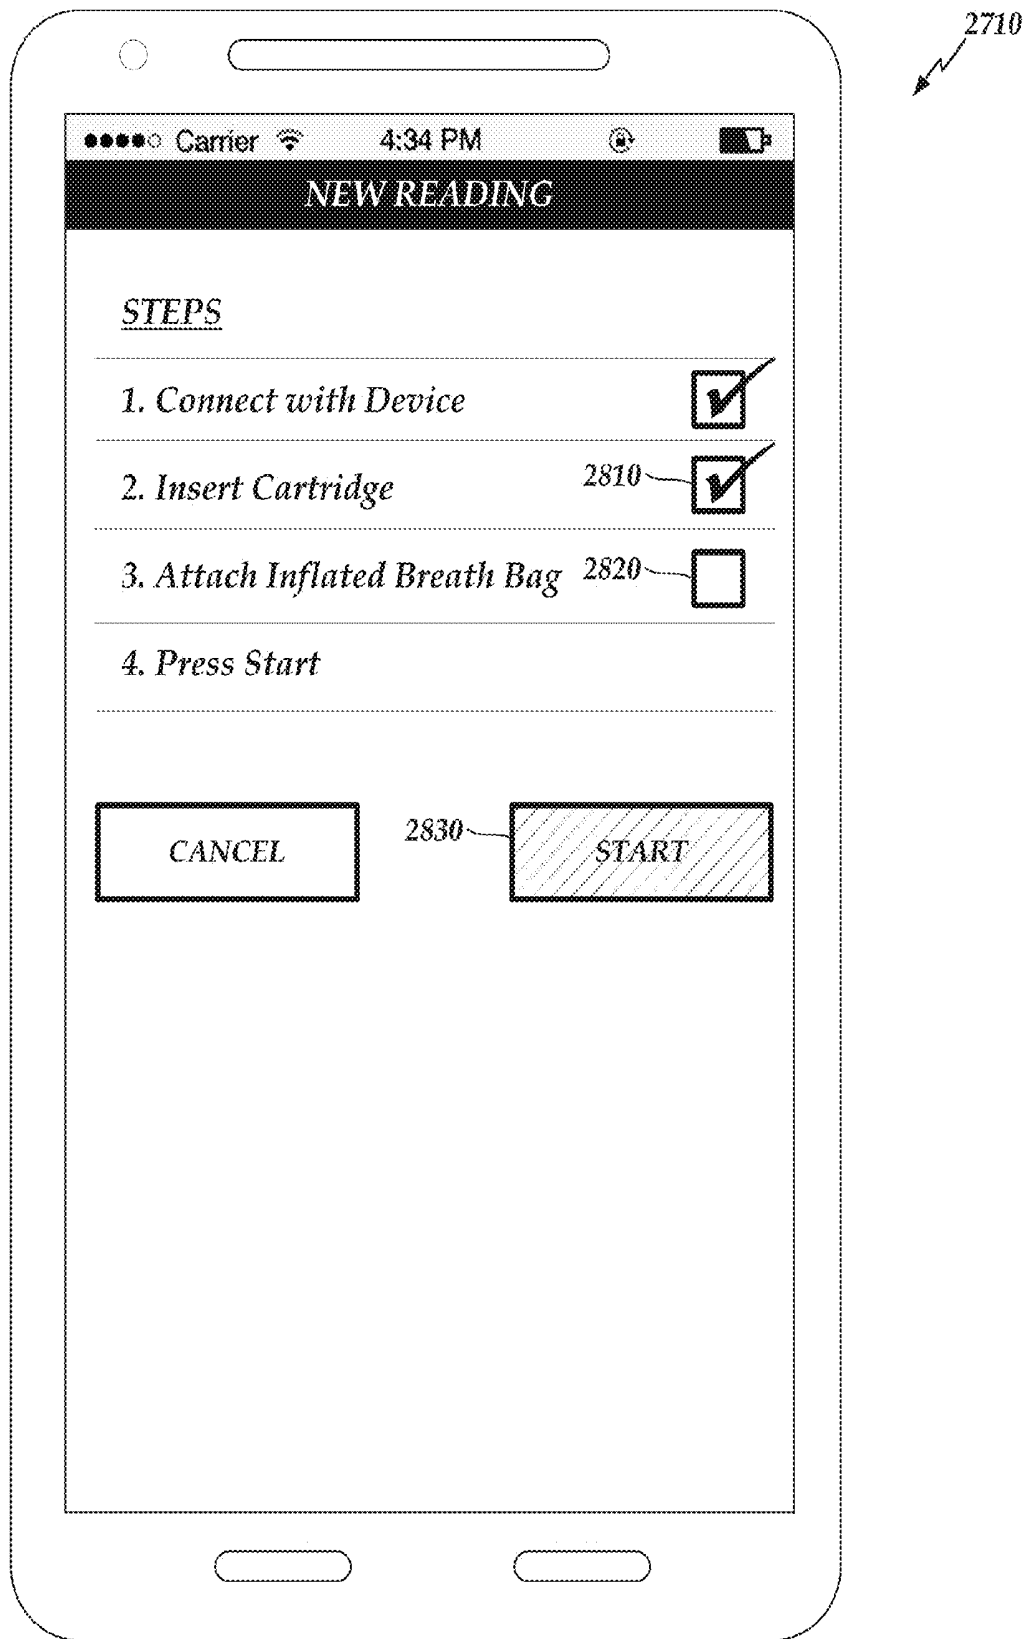 2710
Carrier 4:34 PM
NEW READING
STEPS
1. Connect with Device
2. Insert Cartridge 2810
3. Attach Inflated Breath Bag 2820
4. Press Start
CANCEL 2830 START